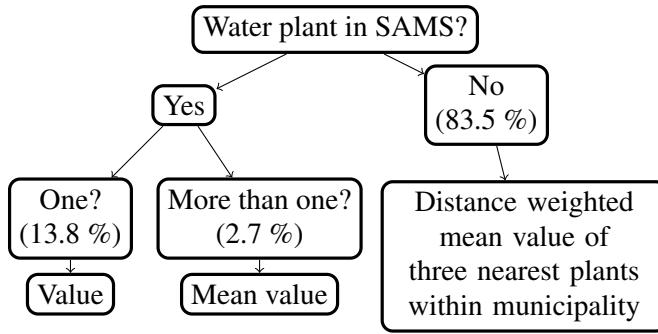 Water plant in SAMS?
Yes
No
(83.5 %)
One?
(13.8 %)
More than one?
(2.7 %)
Distance weighted
mean value of
three nearest plants
within municipality
Value
Mean value